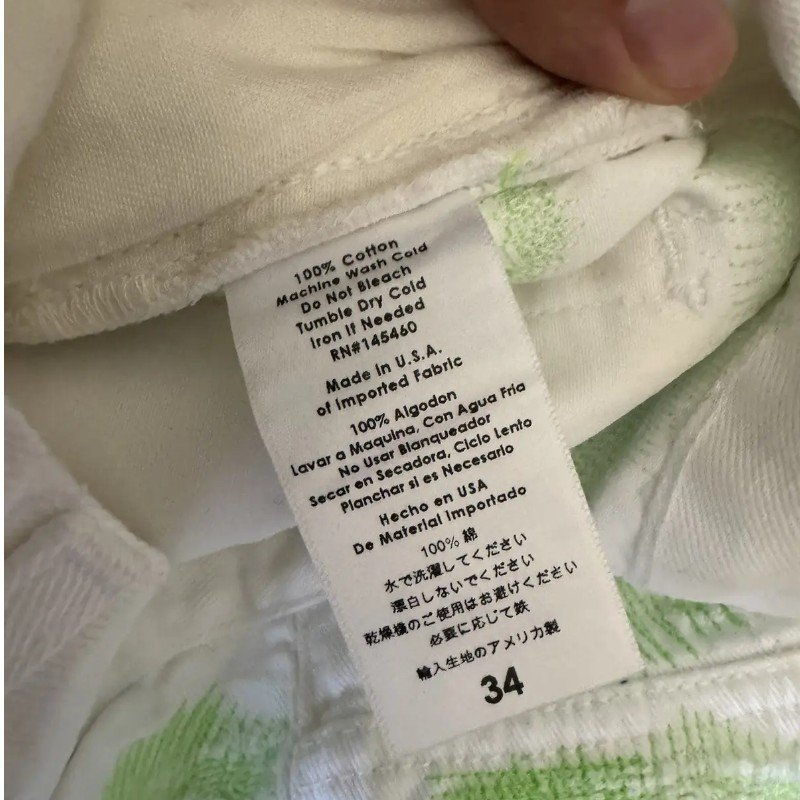 100% Cotton
Machine Wash Cold
Do Not Bleach
Tumble Dry Cold
Iron If Needed
RN#145460
Made in U.S.A.
of Imported Fabric
100% Algodon
Lavar a Maquina, Con Agua Fria
No Usar Blanqueador
Secar en Secadora, Ciclo Lento
Planchar si es Necesario
Hecho en USA
De Material Importado
100% 綿
水で洗濯してください
漂白しないでください
乾燥機のご使用はお避けください
必要に応じて鉄
輸入生地のアメリカ製
34